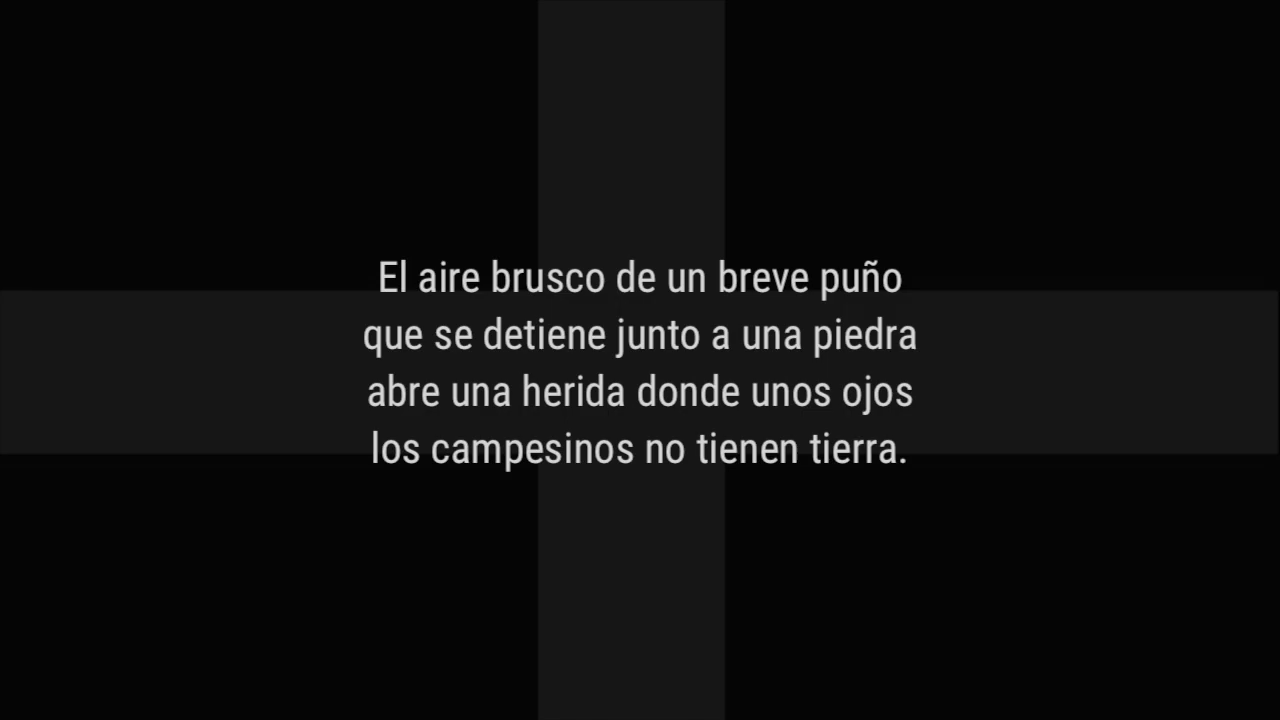 El aire brusco de un breve puño
que se detiene junto a una piedra
abre una herida donde unos ojos
los campesinos no tienen tierra.